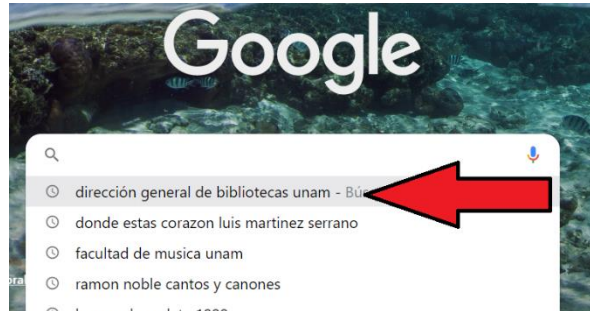 Google
dirección general de bibliotecas unam - Bús
donde estas corazon luis martinez serrano
facultad de musica unam
ramon noble cantos y canones